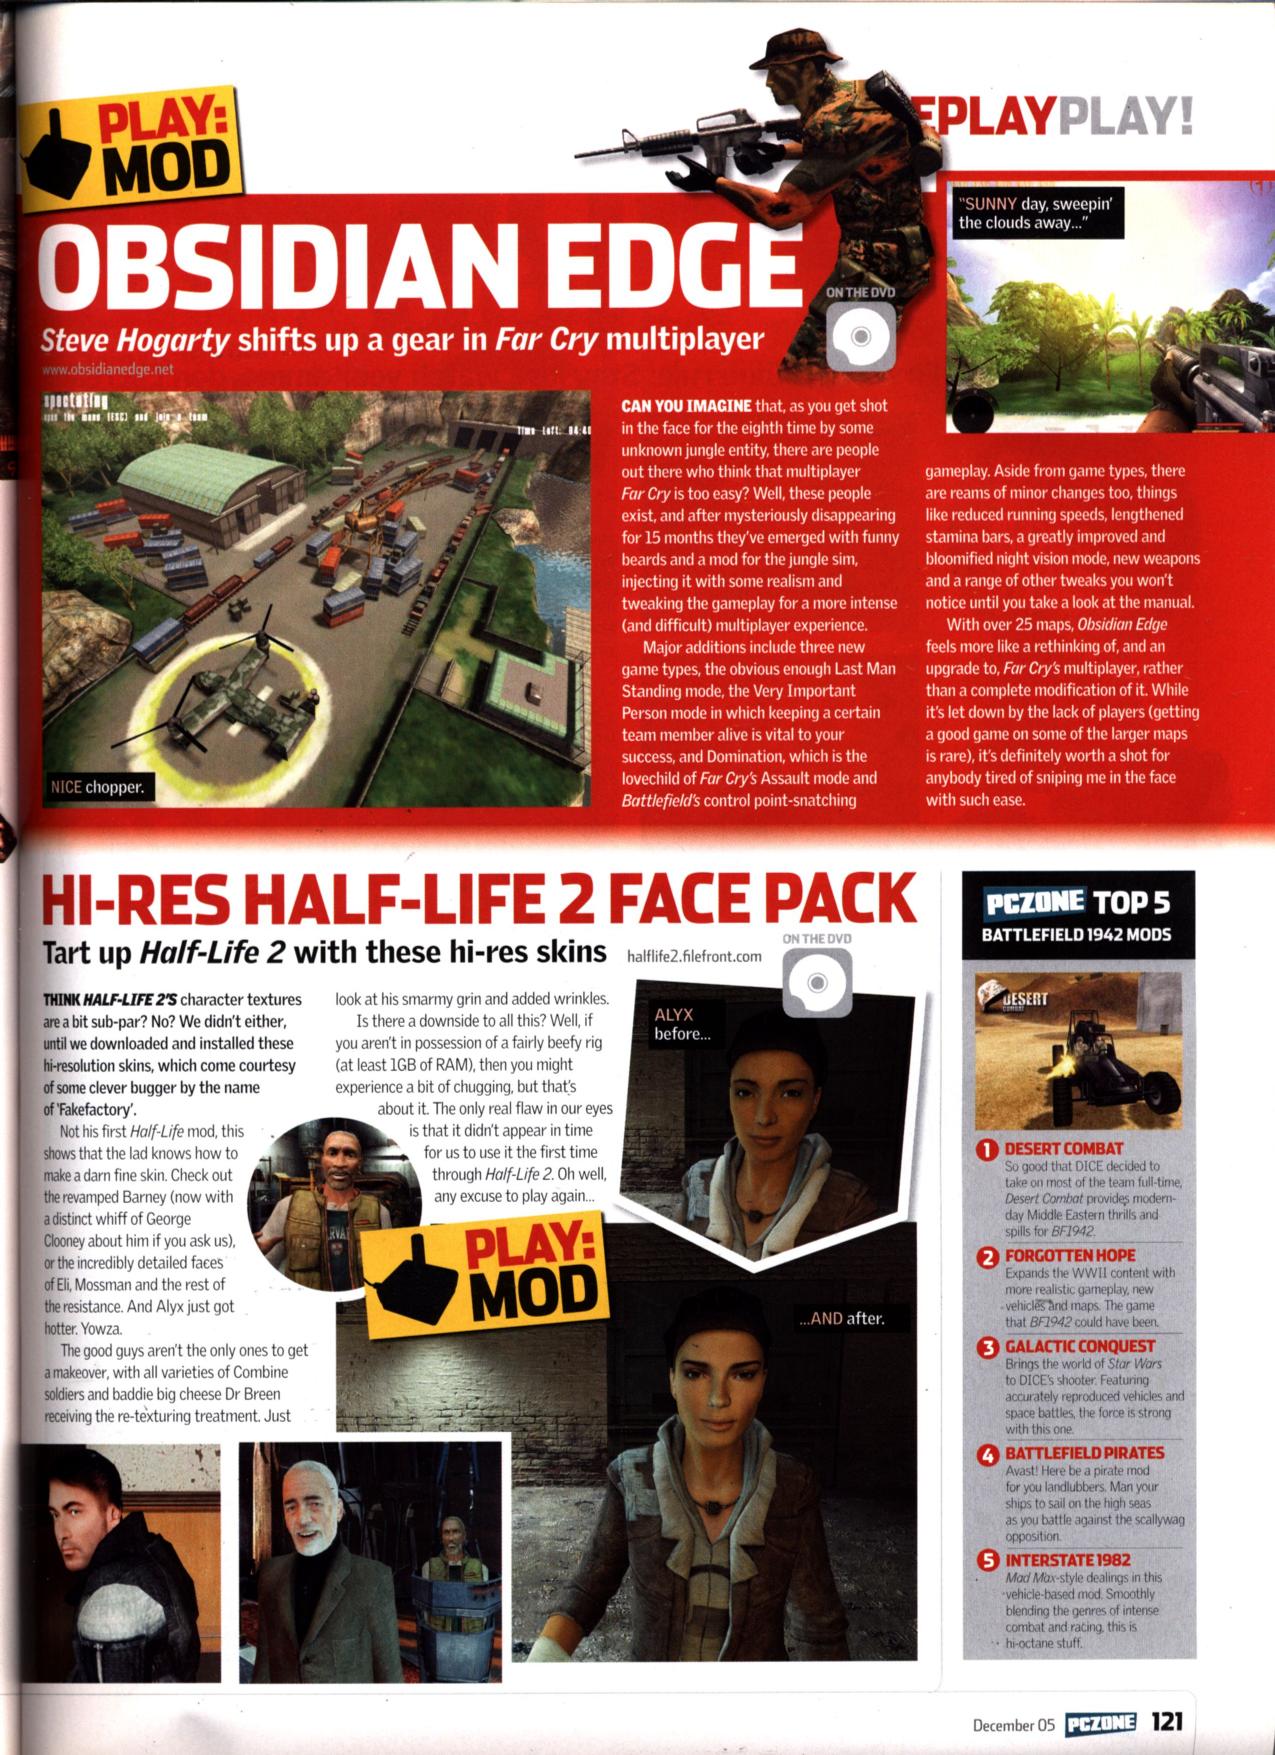 PLAY:
MOD
EPLAYPLAY!
"SUNNY day, sweepin'
the clouds away..."
OBSIDIAN EDGE
ON THE DVD
Steve Hogarty shifts up a gear in Far Cry multiplayer
www.obsidianedge.net
spectating
open the menu (ESC) and join a team
Time Left: 04:4
NICE chopper.
CAN YOU IMAGINE that, as you get shot
in the face for the eighth time by some
unknown jungle entity, there are people
out there who think that multiplayer
Far Cry is too easy? Well, these people
exist, and after mysteriously disappearing
for 15 months they've emerged with funny
beards and a mod for the jungle sim,
injecting it with some realism and
tweaking the gameplay for a more intense
(and difficult) multiplayer experience.
Major additions include three new
game types, the obvious enough Last Man
Standing mode, the Very Important
Person mode in which keeping a certain
team member alive is vital to your
success, and Domination, which is the
lovechild of Far Cry's Assault mode and
Battlefield's control point-snatching
gameplay. Aside from game types, there
are reams of minor changes too, things
like reduced running speeds, lengthened
stamina bars, a greatly improved and
bloomified night vision mode, new weapons
and a range of other tweaks you won't
notice until you take a look at the manual.
With over 25 maps, Obsidian Edge
feels more like a rethinking of, and an
upgrade to, Far Cry's multiplayer, rather
than a complete modification of it. While
it's let down by the lack of players (getting
a good game on some of the larger maps
is rare), it's definitely worth a shot for
anybody tired of sniping me in the face
with such ease.
HI-RES HALF-LIFE 2 FACE PACK
Tart up Half-Life 2 with these hi-res skins
halflife2.filefront.com
ON THE DVD
THINK HALF-LIFE 2'S character textures
are a bit sub-par? No? We didn't either,
until we downloaded and installed these
hi-resolution skins, which come courtesy
of some clever bugger by the name
of 'Fakefactory'.
Not his first Half-Life mod, this
shows that the lad knows how to
make a darn fine skin. Check out
the revamped Barney (now with
a distinct whiff of George
Clooney about him if you ask us),
or the incredibly detailed faces
of Eli, Mossman and the rest of
the resistance. And Alyx just got
hotter. Yowza.
The good guys aren't the only ones to get
a makeover, with all varieties of Combine
soldiers and baddie big cheese Dr Breen
receiving the re-texturing treatment. Just
look at his smarmy grin and added wrinkles.
Is there a downside to all this? Well, if
you aren't in possession of a fairly beefy rig
(at least 1GB of RAM), then you might
experience a bit of chugging, but that's
about it. The only real flaw in our eyes
is that it didn't appear in time
for us to use it the first time
through Half-Life 2. Oh well,
any excuse to play again...
PLAY:
MOD
ALYX
before...
...AND after.
PCZONE TOP 5
BATTLEFIELD 1942 MODS
DESERT
COMBAT
1 DESERT COMBAT
So good that DICE decided to
take on most of the team full-time,
Desert Combat provides modern-
day Middle Eastern thrills and
spills for BF1942.
2 FORGOTTEN HOPE
Expands the WWII content with
more realistic gameplay, new
vehicles and maps. The game
that BF1942 could have been.
3 GALACTIC CONQUEST
Brings the world of Star Wars
to DICE's shooter. Featuring
accurately reproduced vehicles and
space battles, the force is strong
with this one.
4 BATTLEFIELD PIRATES
Avast! Here be a pirate mod
for you landlubbers. Man your
ships to sail on the high seas
as you battle against the scallywag
opposition.
5 INTERSTATE 1982
Mad Max-style dealings in this
vehicle-based mod. Smoothly
blending the genres of intense
combat and racing, this is
hi-octane stuff.
December 05 PCZONE 121